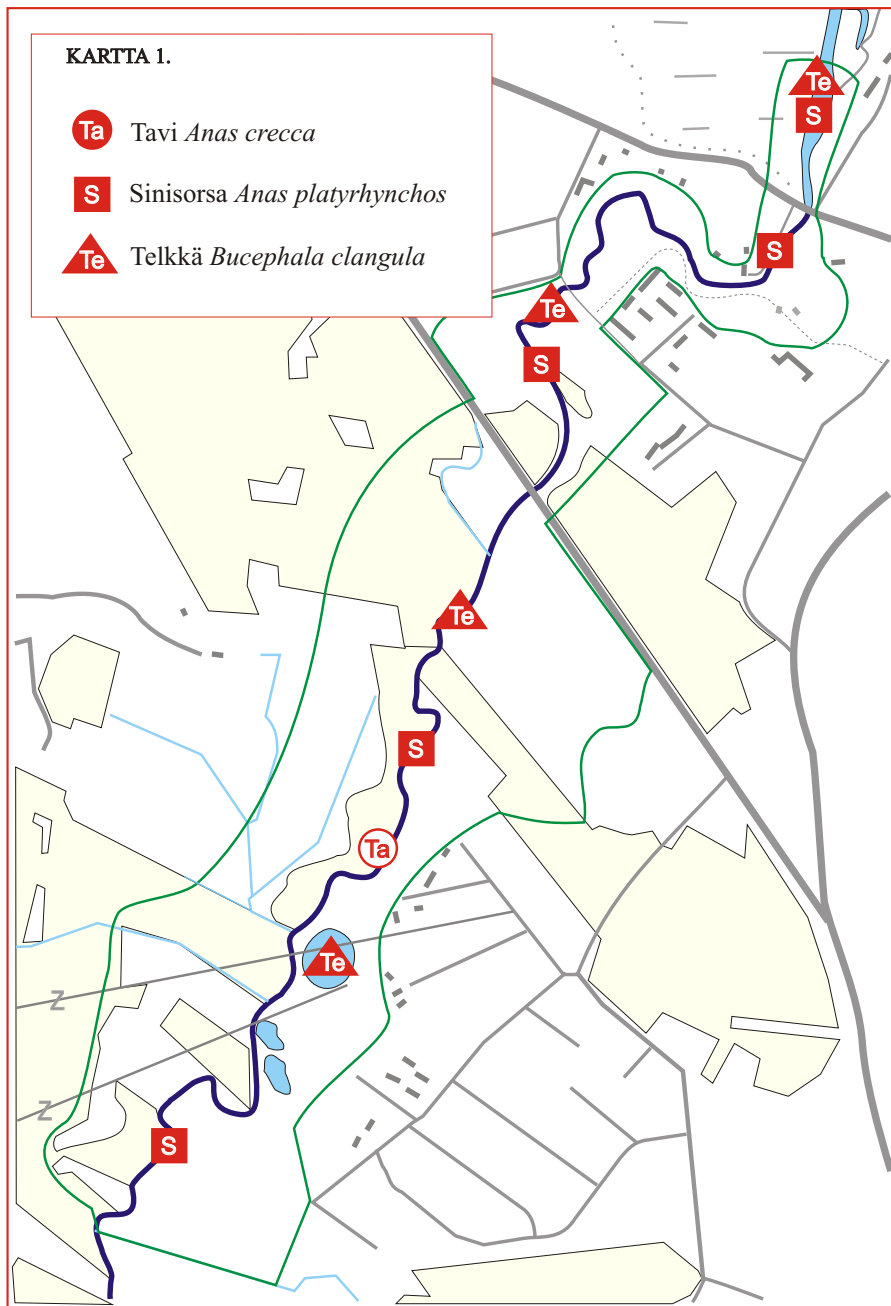 KARTTA 1.
Ta Tavi Anas crecca
S Sinisorsa Anas platyrhynchos
Te Telkkä Bucephala clangula
Te
S
S
Te
S
Te
S
Ta
Te
Z
Z
S